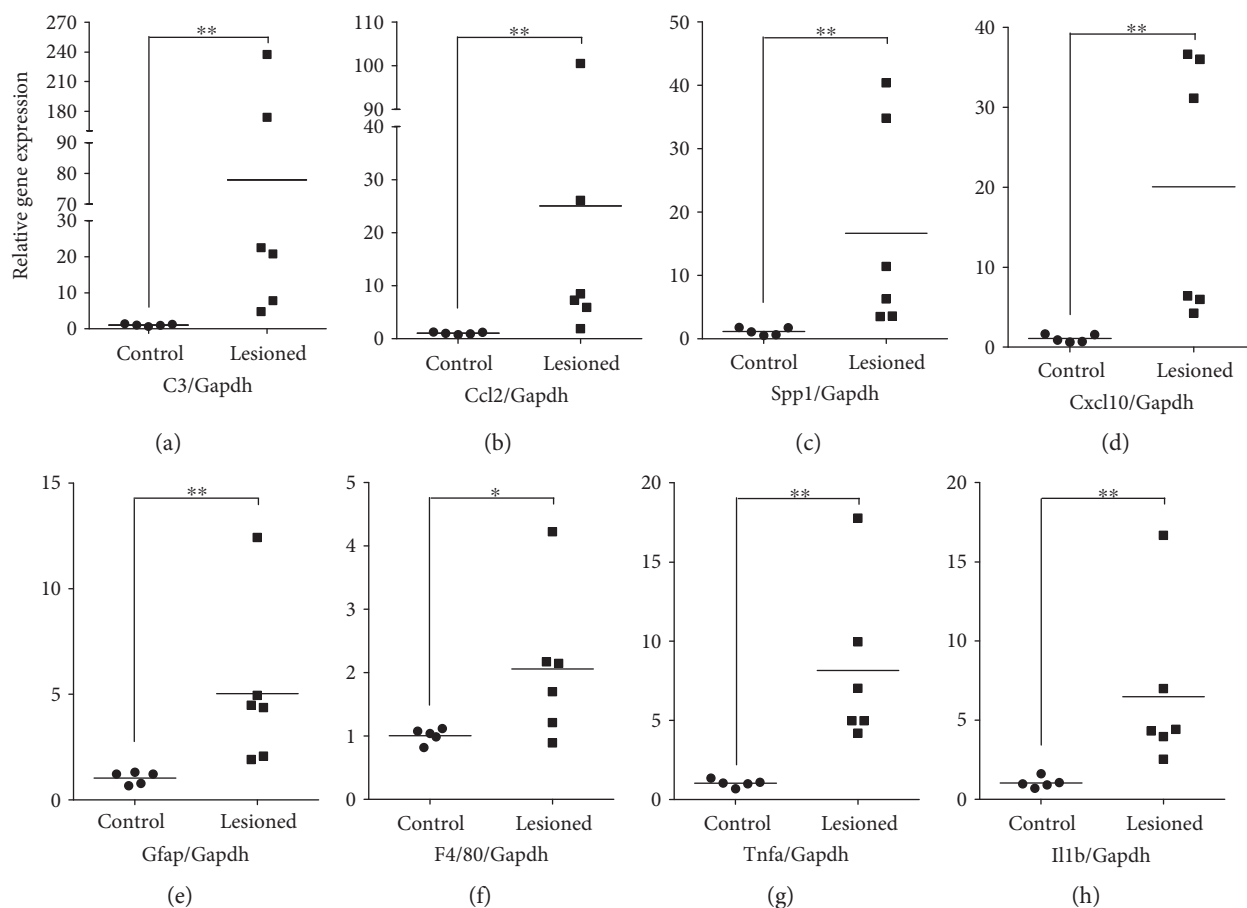 Relative gene expression
270
240
210
180
90
80
70
30
20
10
0
**
Control Lesioned
C3/Gapdh
(a)
110
100
90
40
30
20
10
0
**
Control Lesioned
Ccl2/Gapdh
(b)
50
40
30
20
10
0
**
Control Lesioned
Spp1/Gapdh
(c)
40
30
20
10
0
**
Control Lesioned
Cxcl10/Gapdh
(d)
15
10
5
0
**
Control Lesioned
Gfap/Gapdh
(e)
5
4
3
2
1
0
*
Control Lesioned
F4/80/Gapdh
(f)
20
15
10
5
0
**
Control Lesioned
Tnfa/Gapdh
(g)
20
15
10
5
0
**
Control Lesioned
Il1b/Gapdh
(h)